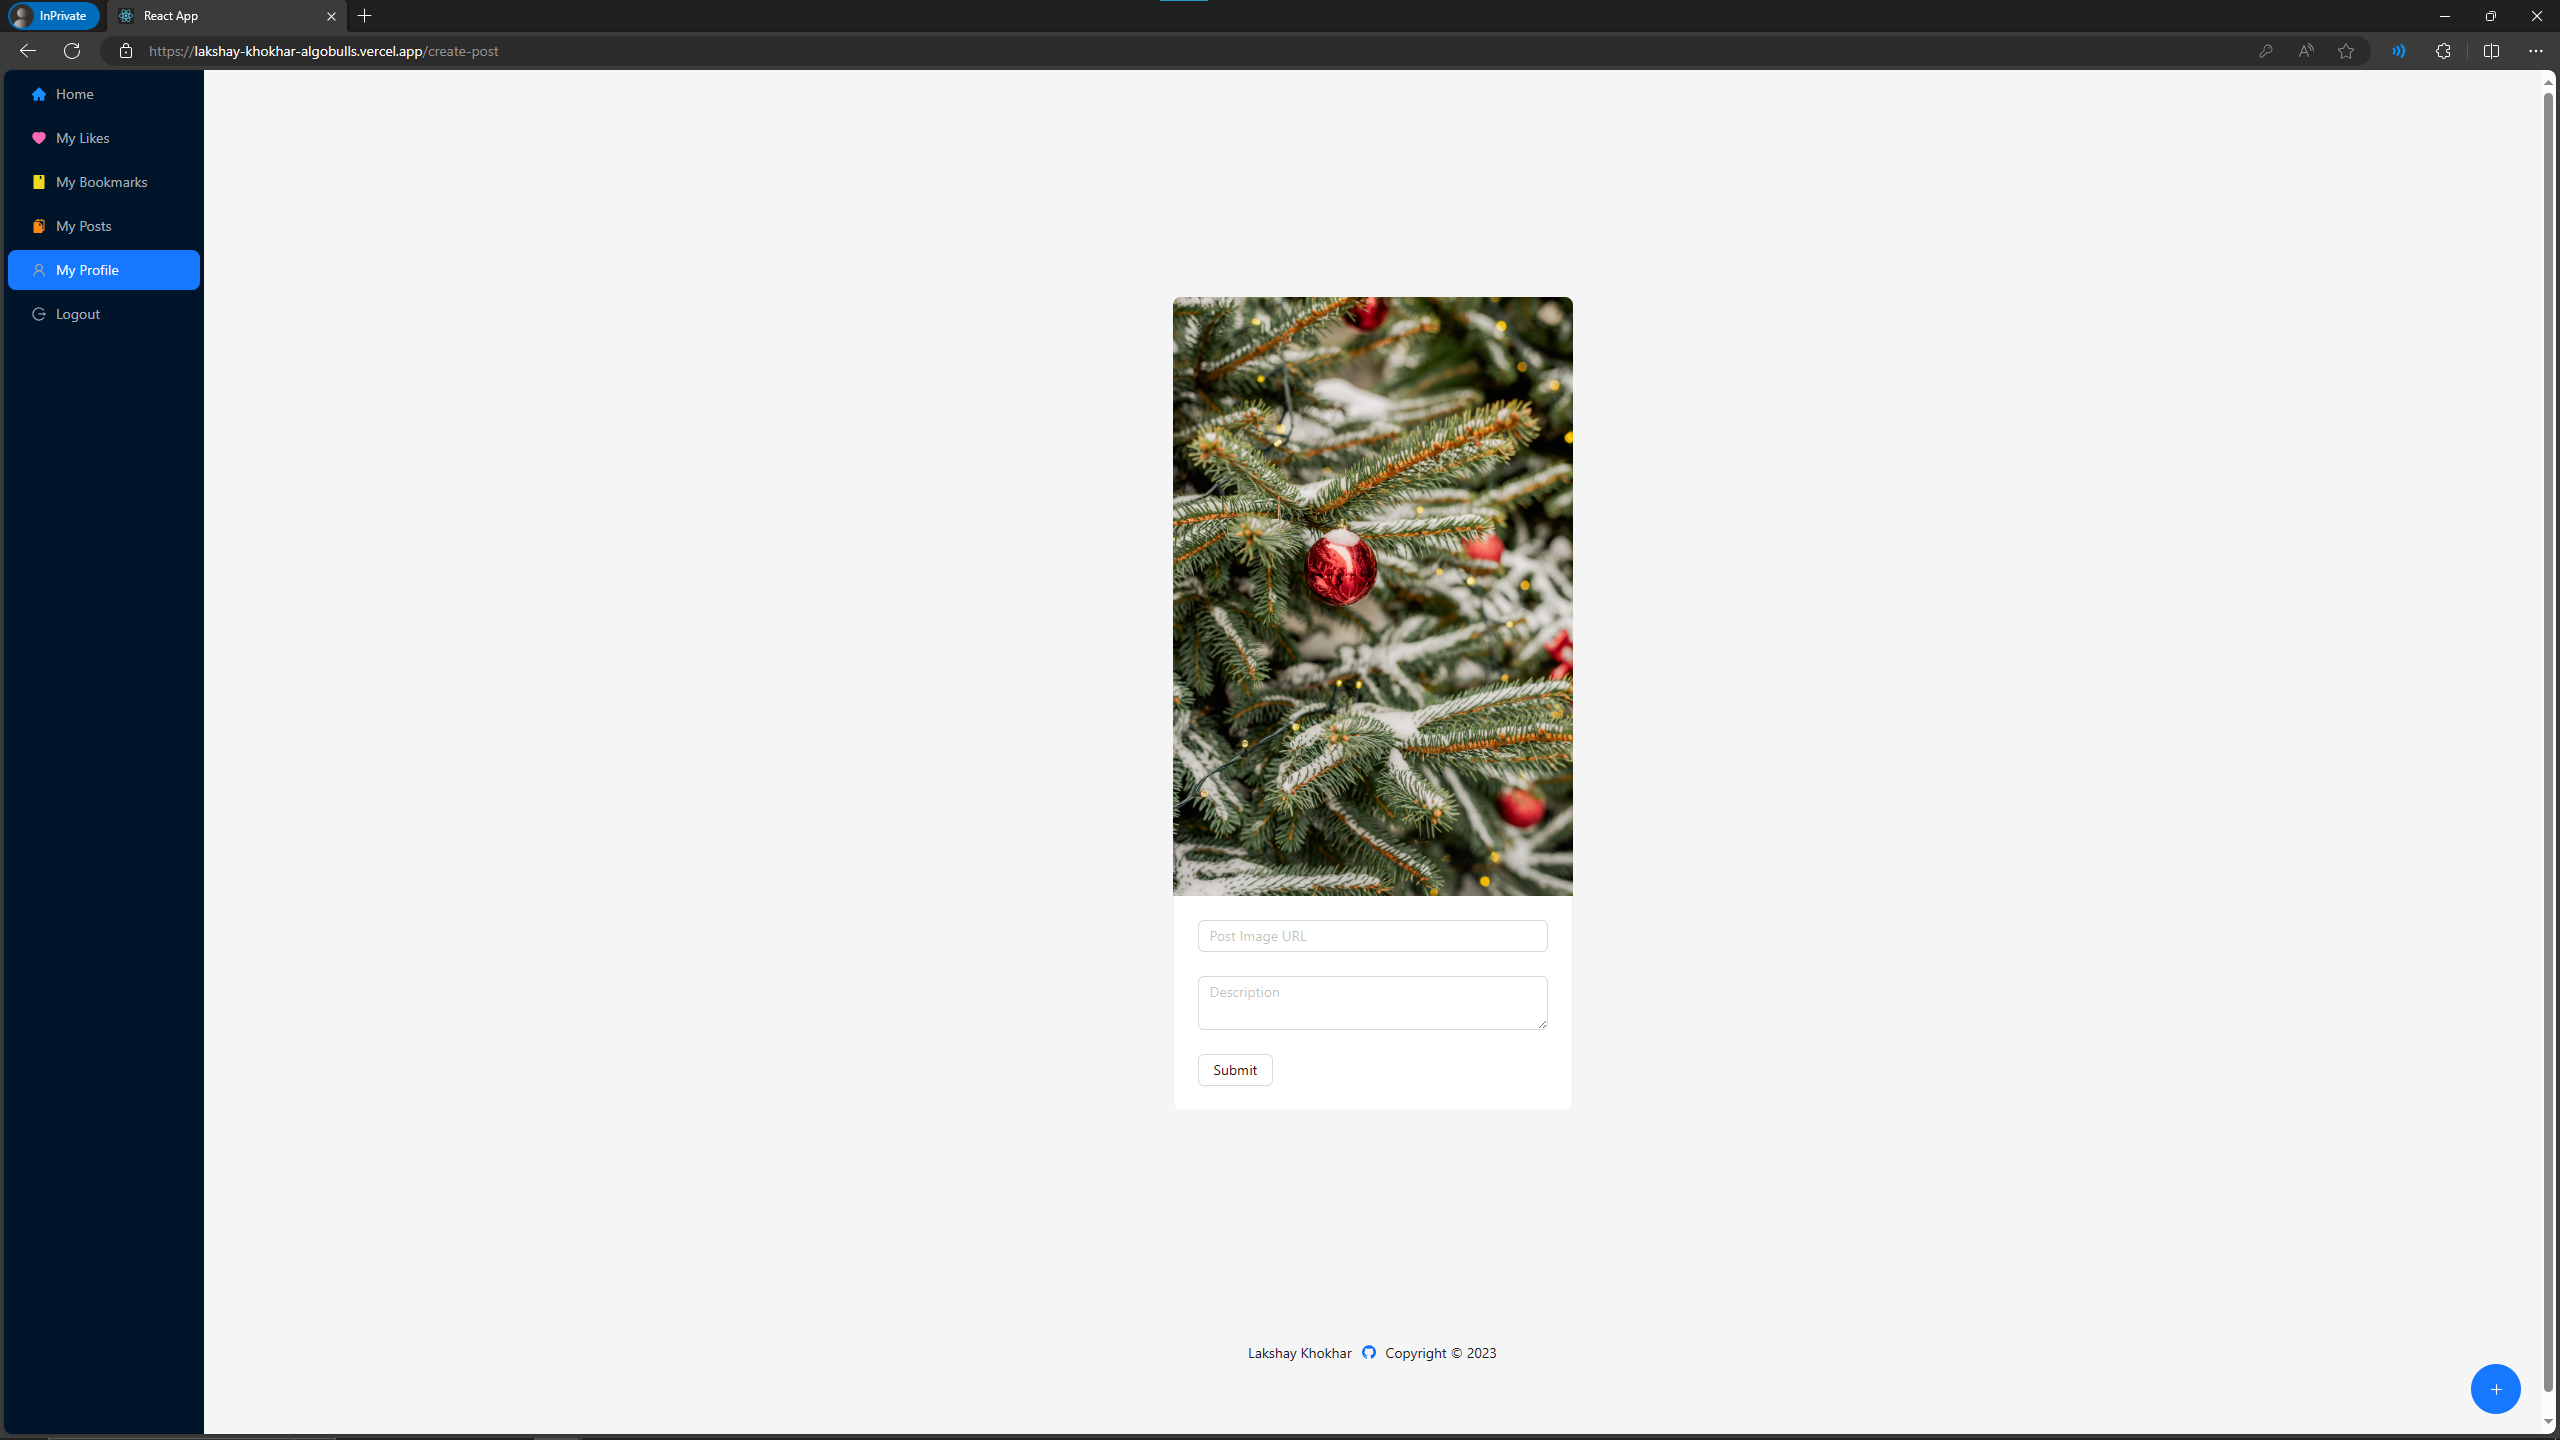 InPrivate
React App
https://lakshay-khokhar-algobulls.vercel.app/create-post
Home
My Likes
My Bookmarks
My Posts
My Profile
Logout
Post Image URL
Description
Submit
Lakshay Khokhar Copyright © 2023